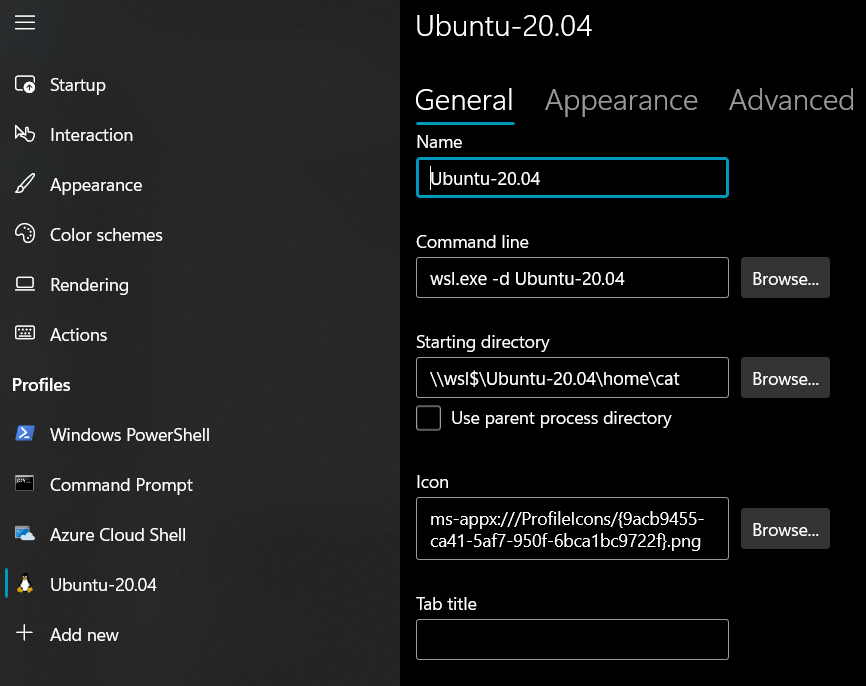 Startup
Interaction
Appearance
Color schemes
Rendering
Actions
Profiles
Windows PowerShell
Command Prompt
Azure Cloud Shell
Ubuntu-20.04
Add new
Ubuntu-20.04
General Appearance Advanced
Name
Ubuntu-20.04
Command line
wsl.exe -d Ubuntu-20.04 Browse...
Starting directory
\\wsl$\Ubuntu-20.04\home\cat Browse...
Use parent process directory
Icon
ms-appx:///ProfileIcons/{9acb9455-
ca41-5af7-950f-6bca1bc9722f}.png Browse...
Tab title